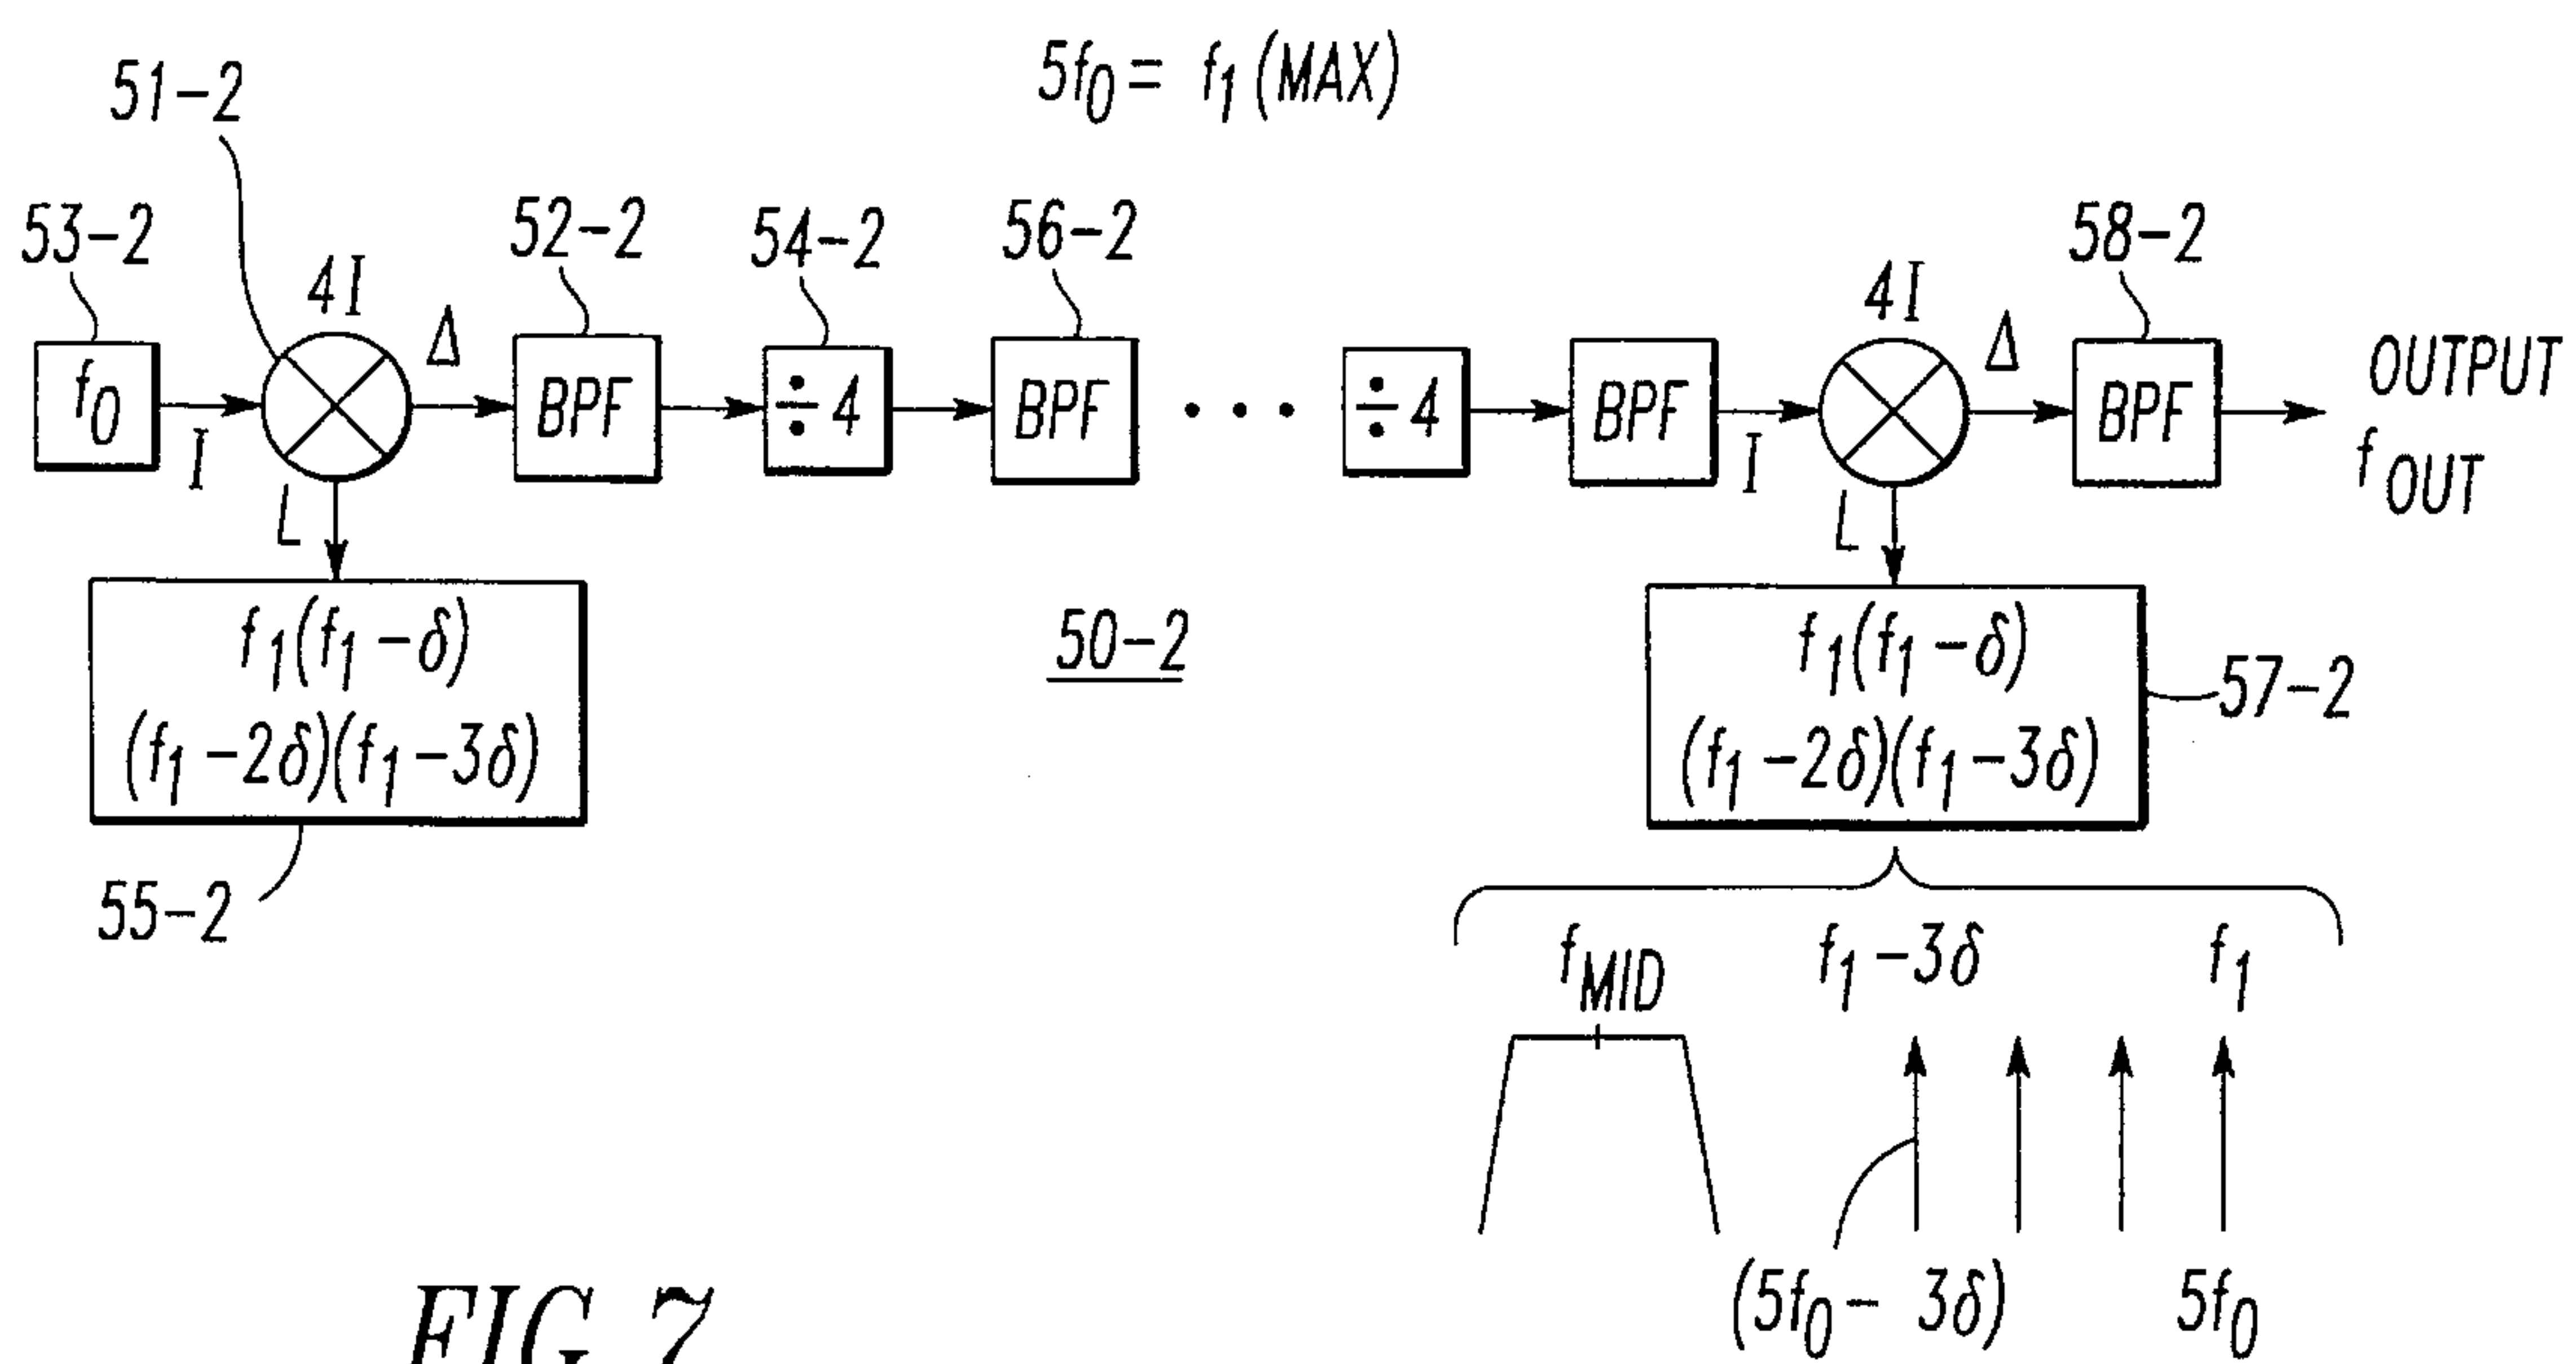 5f0 = f1 (MAX)
51-2
53-2
4I
Δ
52-2
54-2
56-2
4I
Δ
58-2
f0
I
L
BPF
÷4
BPF
• • •
÷4
BPF
I
L
BPF
OUTPUT
fOUT
f1(f1-δ)
(f1-2δ)(f1-3δ)
55-2
50-2
f1(f1-δ)
(f1-2δ)(f1-3δ)
57-2
fMID
f1-3δ
f1
(5f0- 3δ)
5f0
FIG. 7